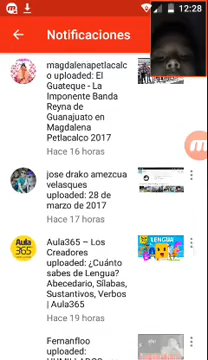 12:28
Notificaciones
magdalenapetlacalc
o uploaded: El
Guateque - La
Imponente Banda
Reyna de
Guanajuato en
Magdalena
Petlacalco 2017
Hace 16 horas
jose drako amezcua
velasques
uploaded: 28 de
marzo de 2017
Hace 17 horas
Aula
365
LENGUA
Aula365 – Los
Creadores
uploaded: ¿Cuánto
sabes de Lengua?
Abecedario, Sílabas,
Sustantivos, Verbos
| Aula365
Hace 19 horas
Fernanfloo
uploaded: